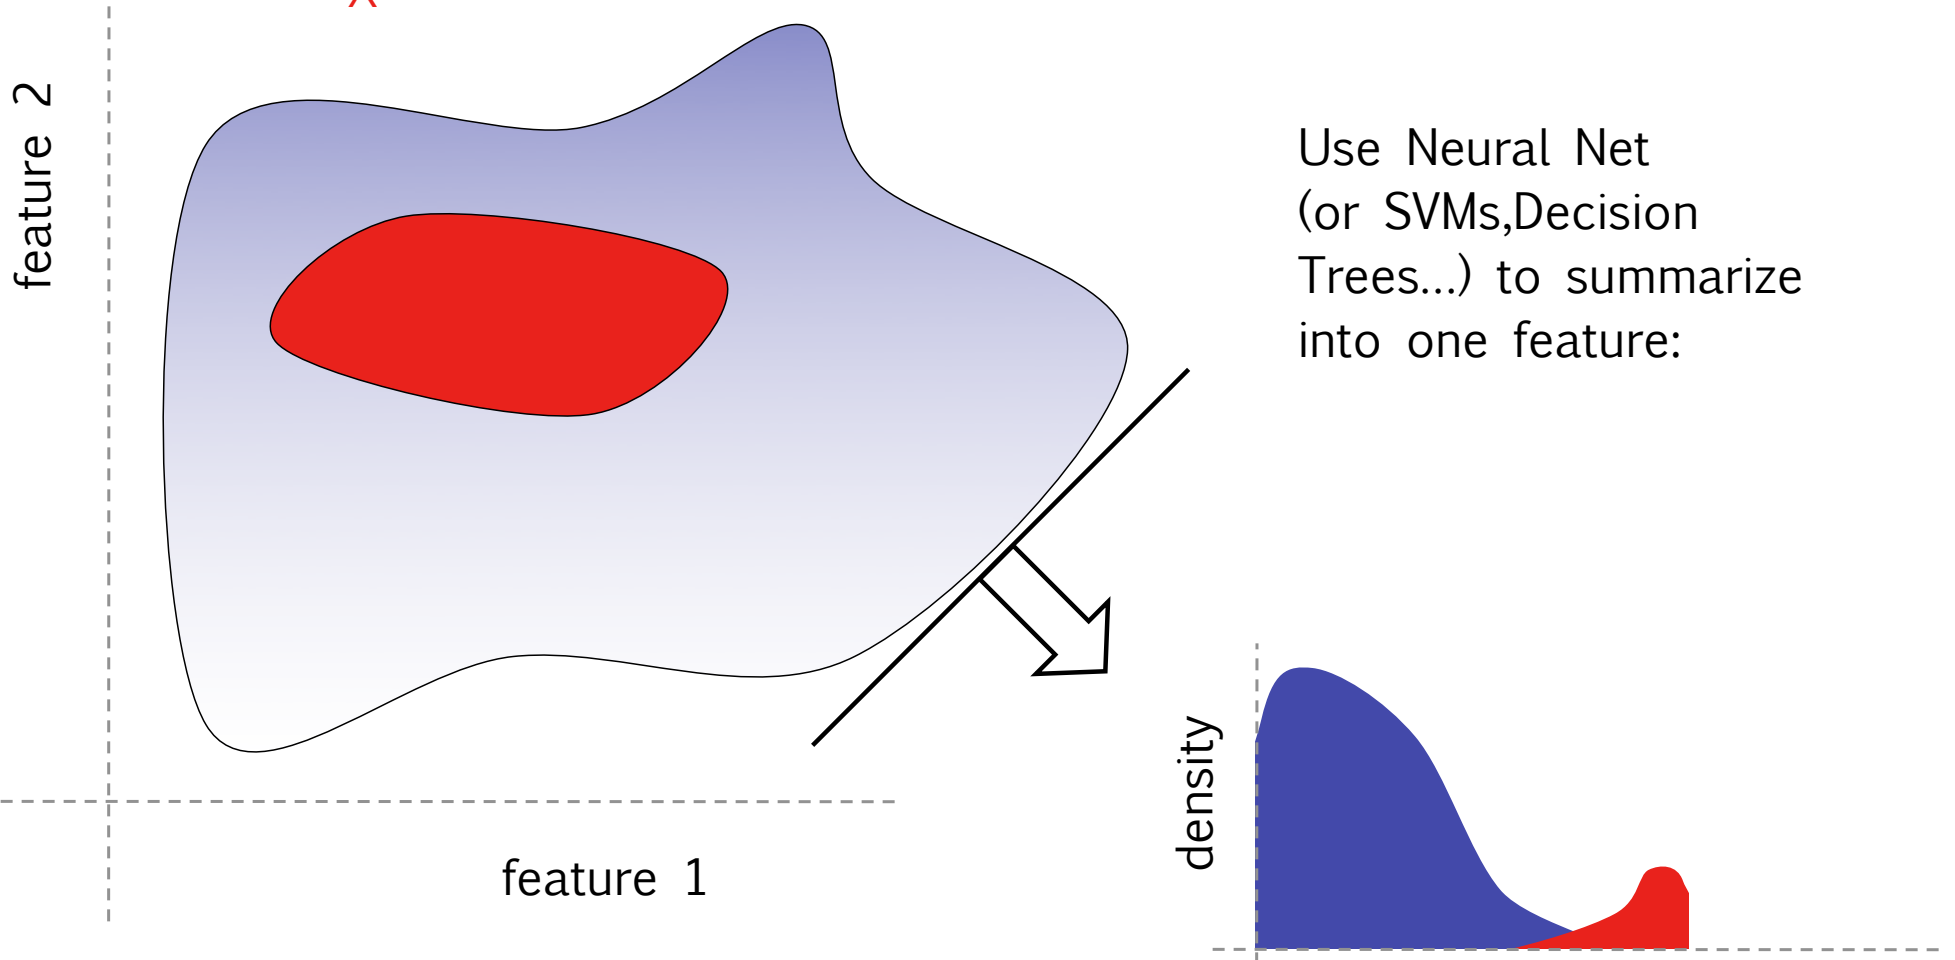 feature 2
Use Neural Net
(or SVMs,Decision
Trees...) to summarize
into one feature:
density
feature 1